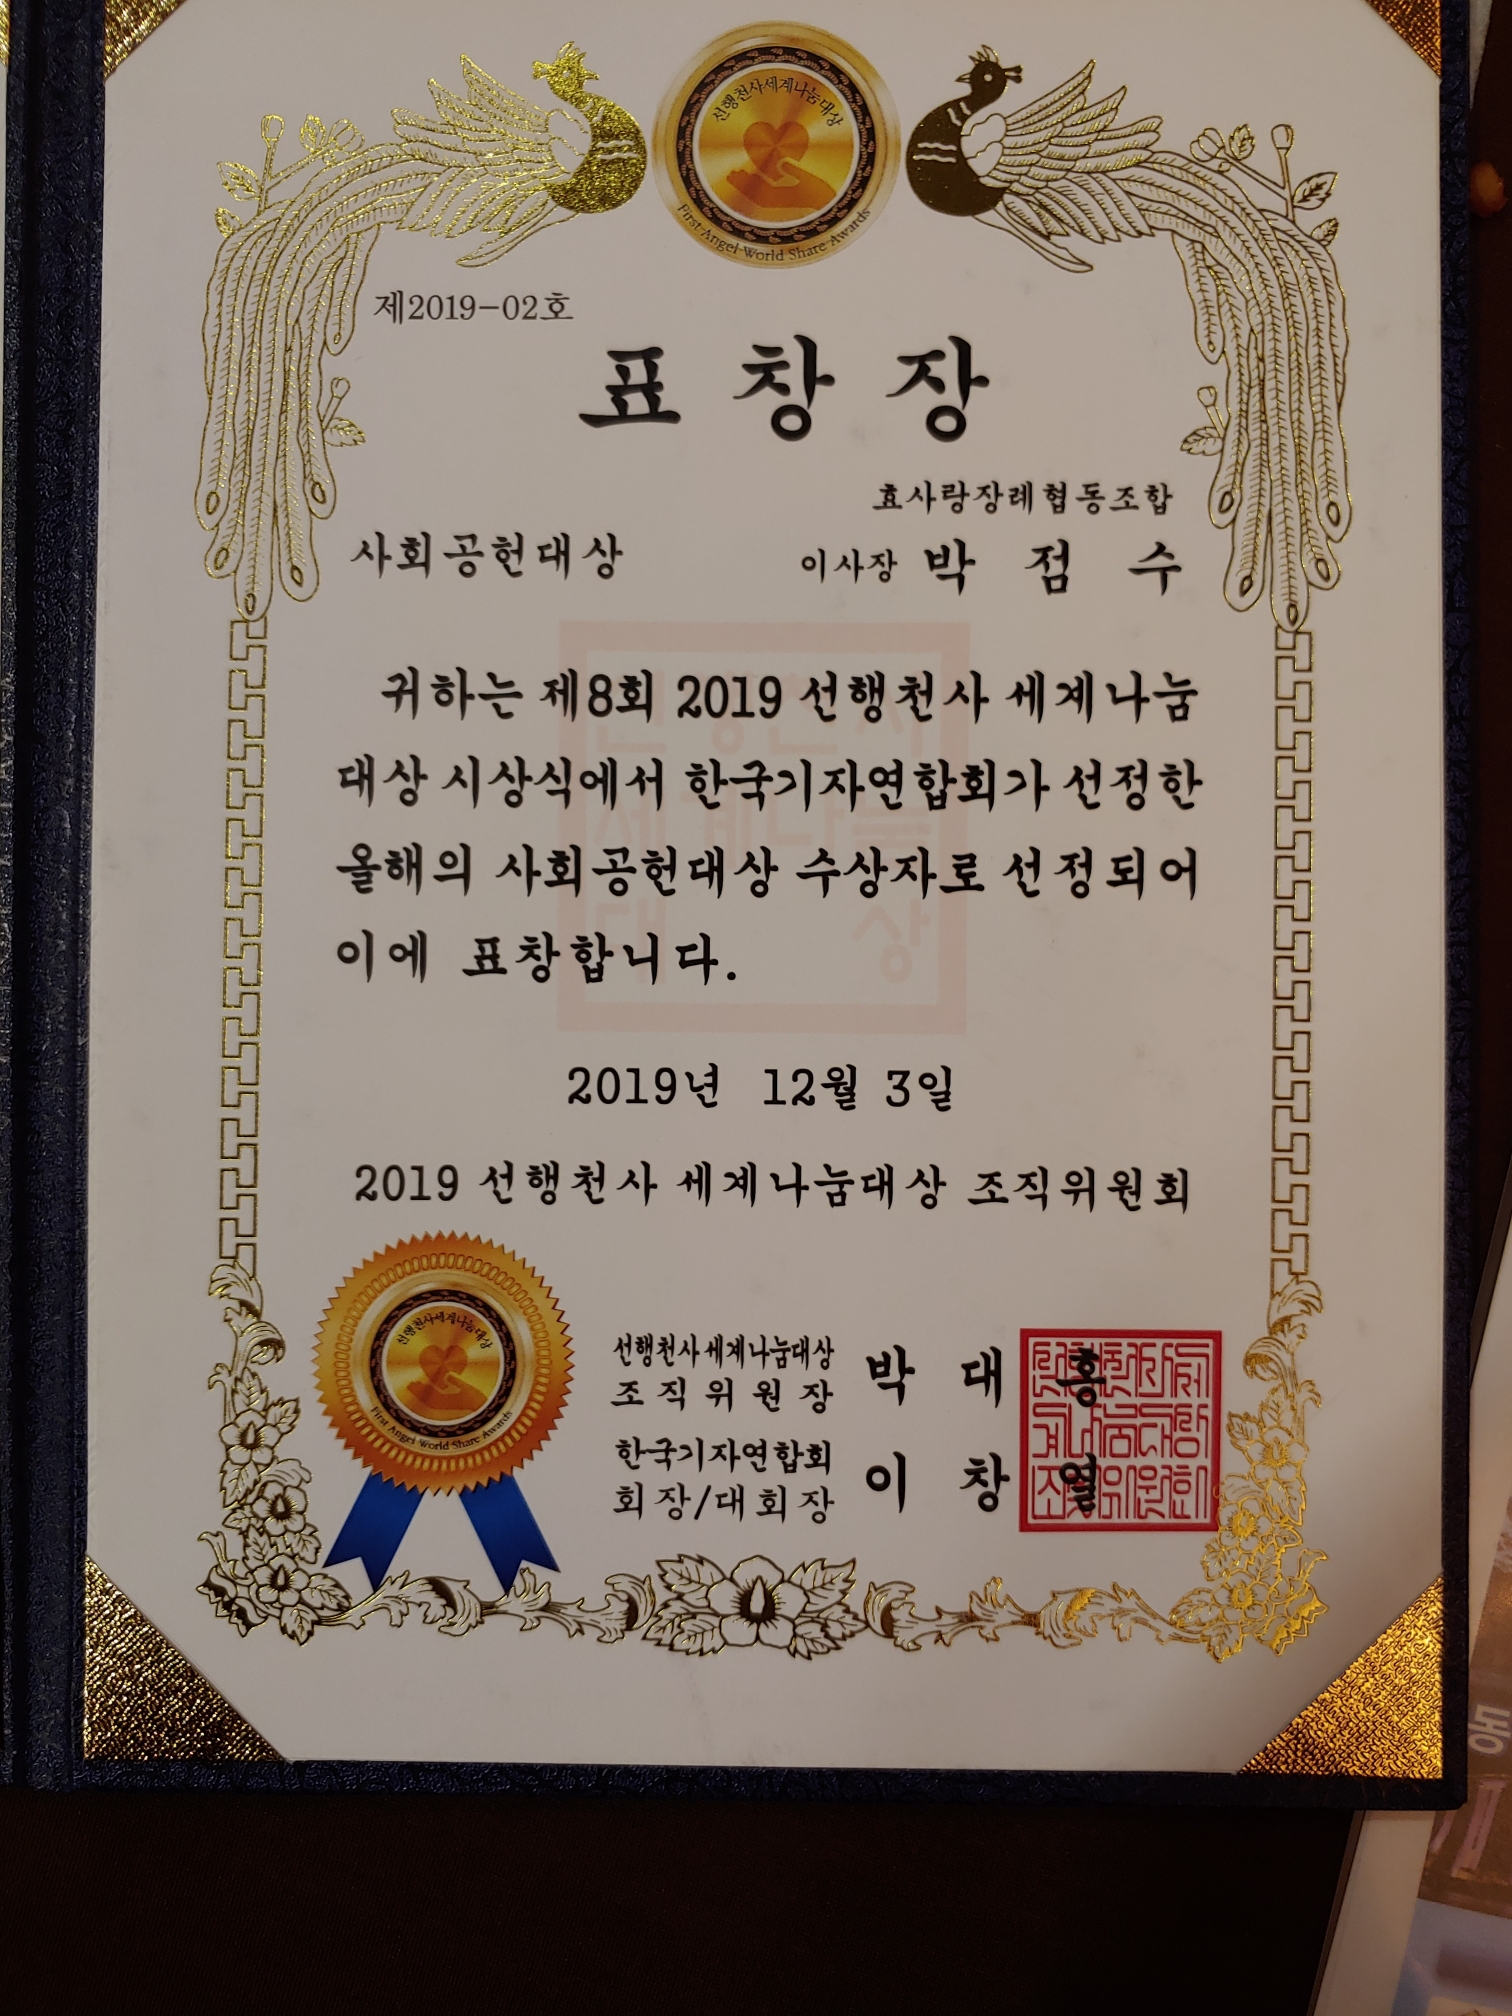 선행천사세계나눔대상
First Angel World Share Awards
제2019-02호
표 창 장
효사랑장례협동조합
사회공헌대상 이사장 박 점 수
귀하는 제8회 2019 선행천사 세계나눔
대상 시상식에서 한국기자연합회가 선정한
올해의 사회공헌대상 수상자로 선정되어
이에 표창합니다.
2019년 12월 3일
2019 선행천사 세계나눔대상 조직위원회
선행천사세계나눔대상
First Angel World Share Awards
선행천사세계나눔대상
조직위원장 박 대 홍
한국기자연합회
회장/대회장 이 창 열
동